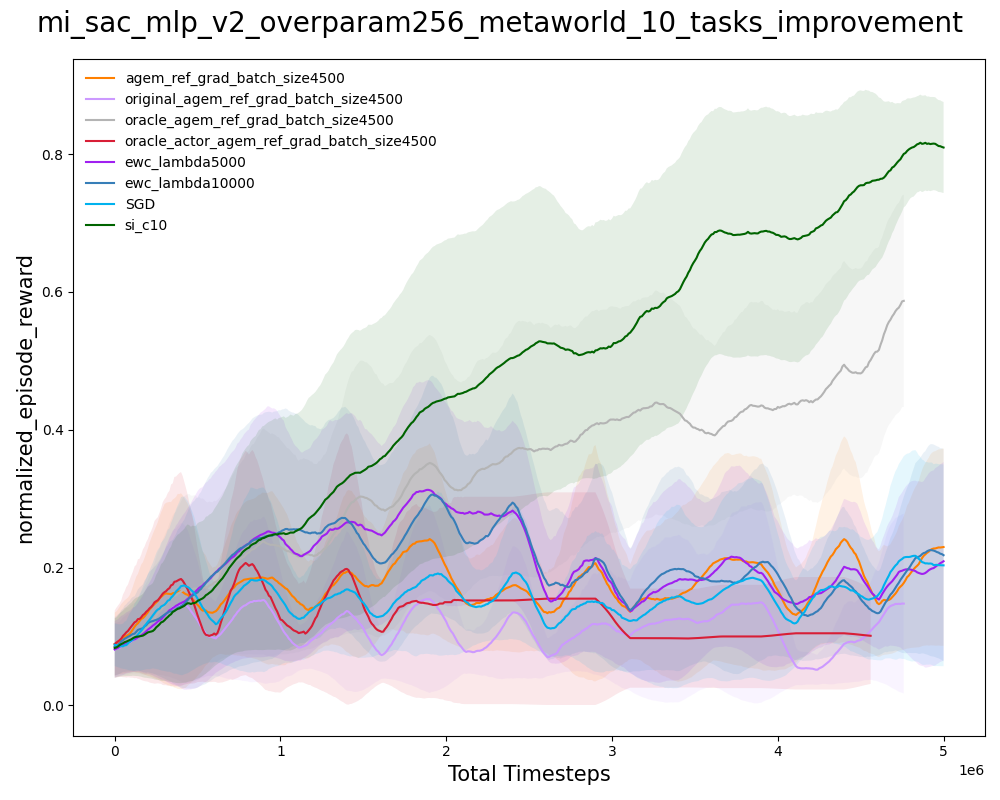 mi_sac_mlp_v2_overparam256_metaworld_10_tasks_improvement
agem_ref_grad_batch_size4500
original_agem_ref_grad_batch_size4500
oracle_agem_ref_grad_batch_size4500
oracle_actor_agem_ref_grad_batch_size4500
ewc_lambda5000
ewc_lambda10000
SGD
si_c10
normalized_episode_reward
0.8
0.6
0.4
0.2
0.0
0 1 2 3 4 5
1e6
Total Timesteps